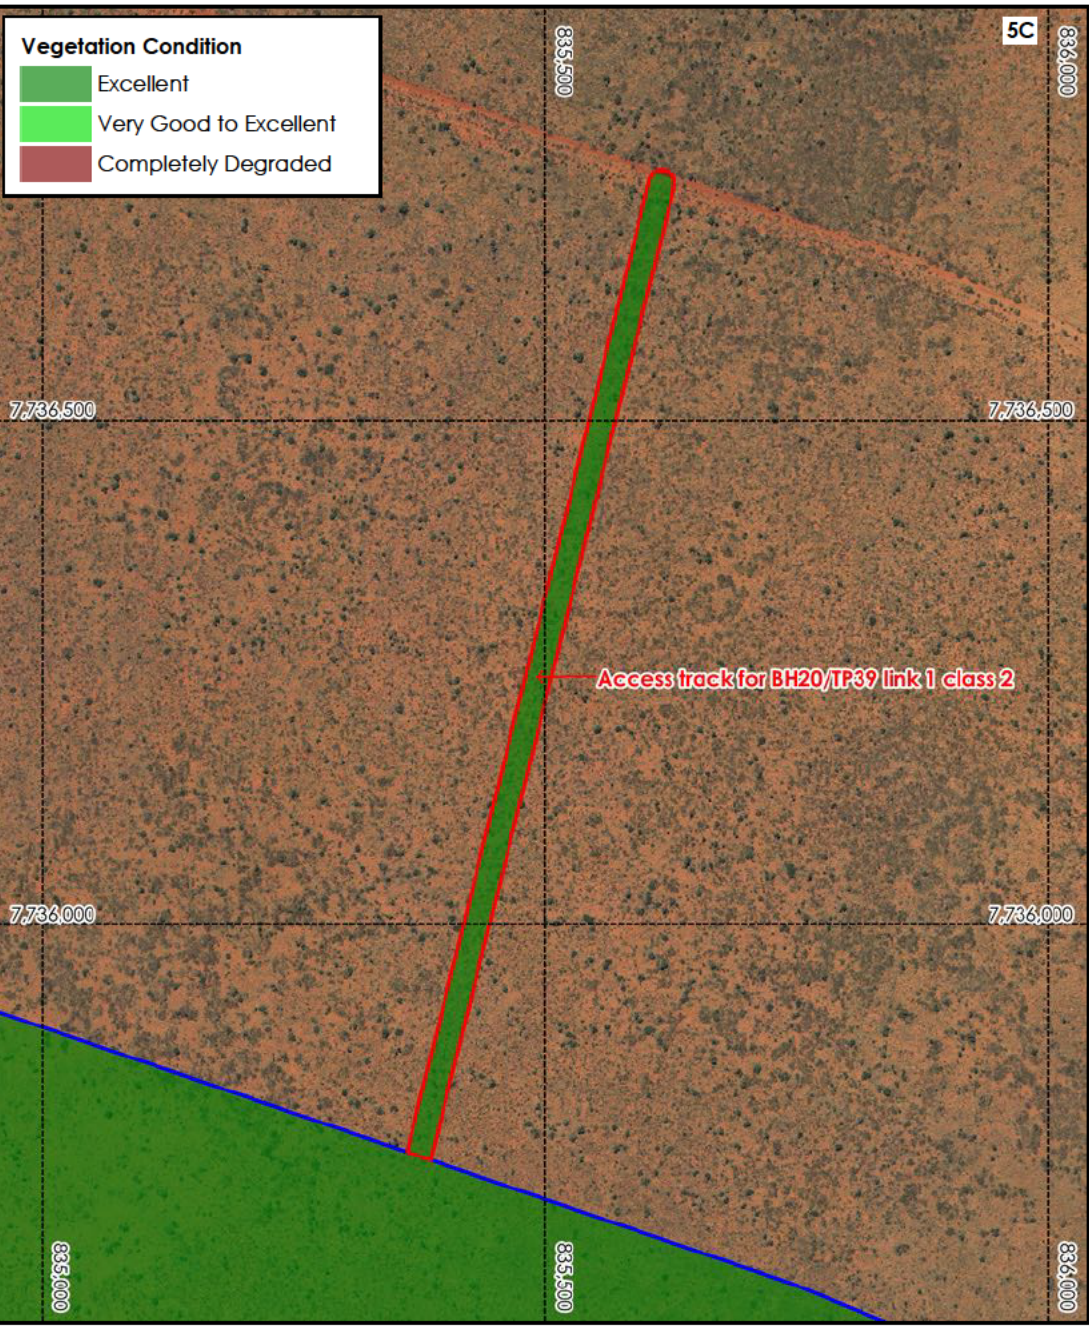 Vegetation Condition
Excellent
Very Good to Excellent
Completely Degraded
835,500
5C
836,000
7,736,500
7,736,500
Access track for BH20/TP39 link 1 class 2
7,736,000
7,736,000
835,000
835,500
836,000